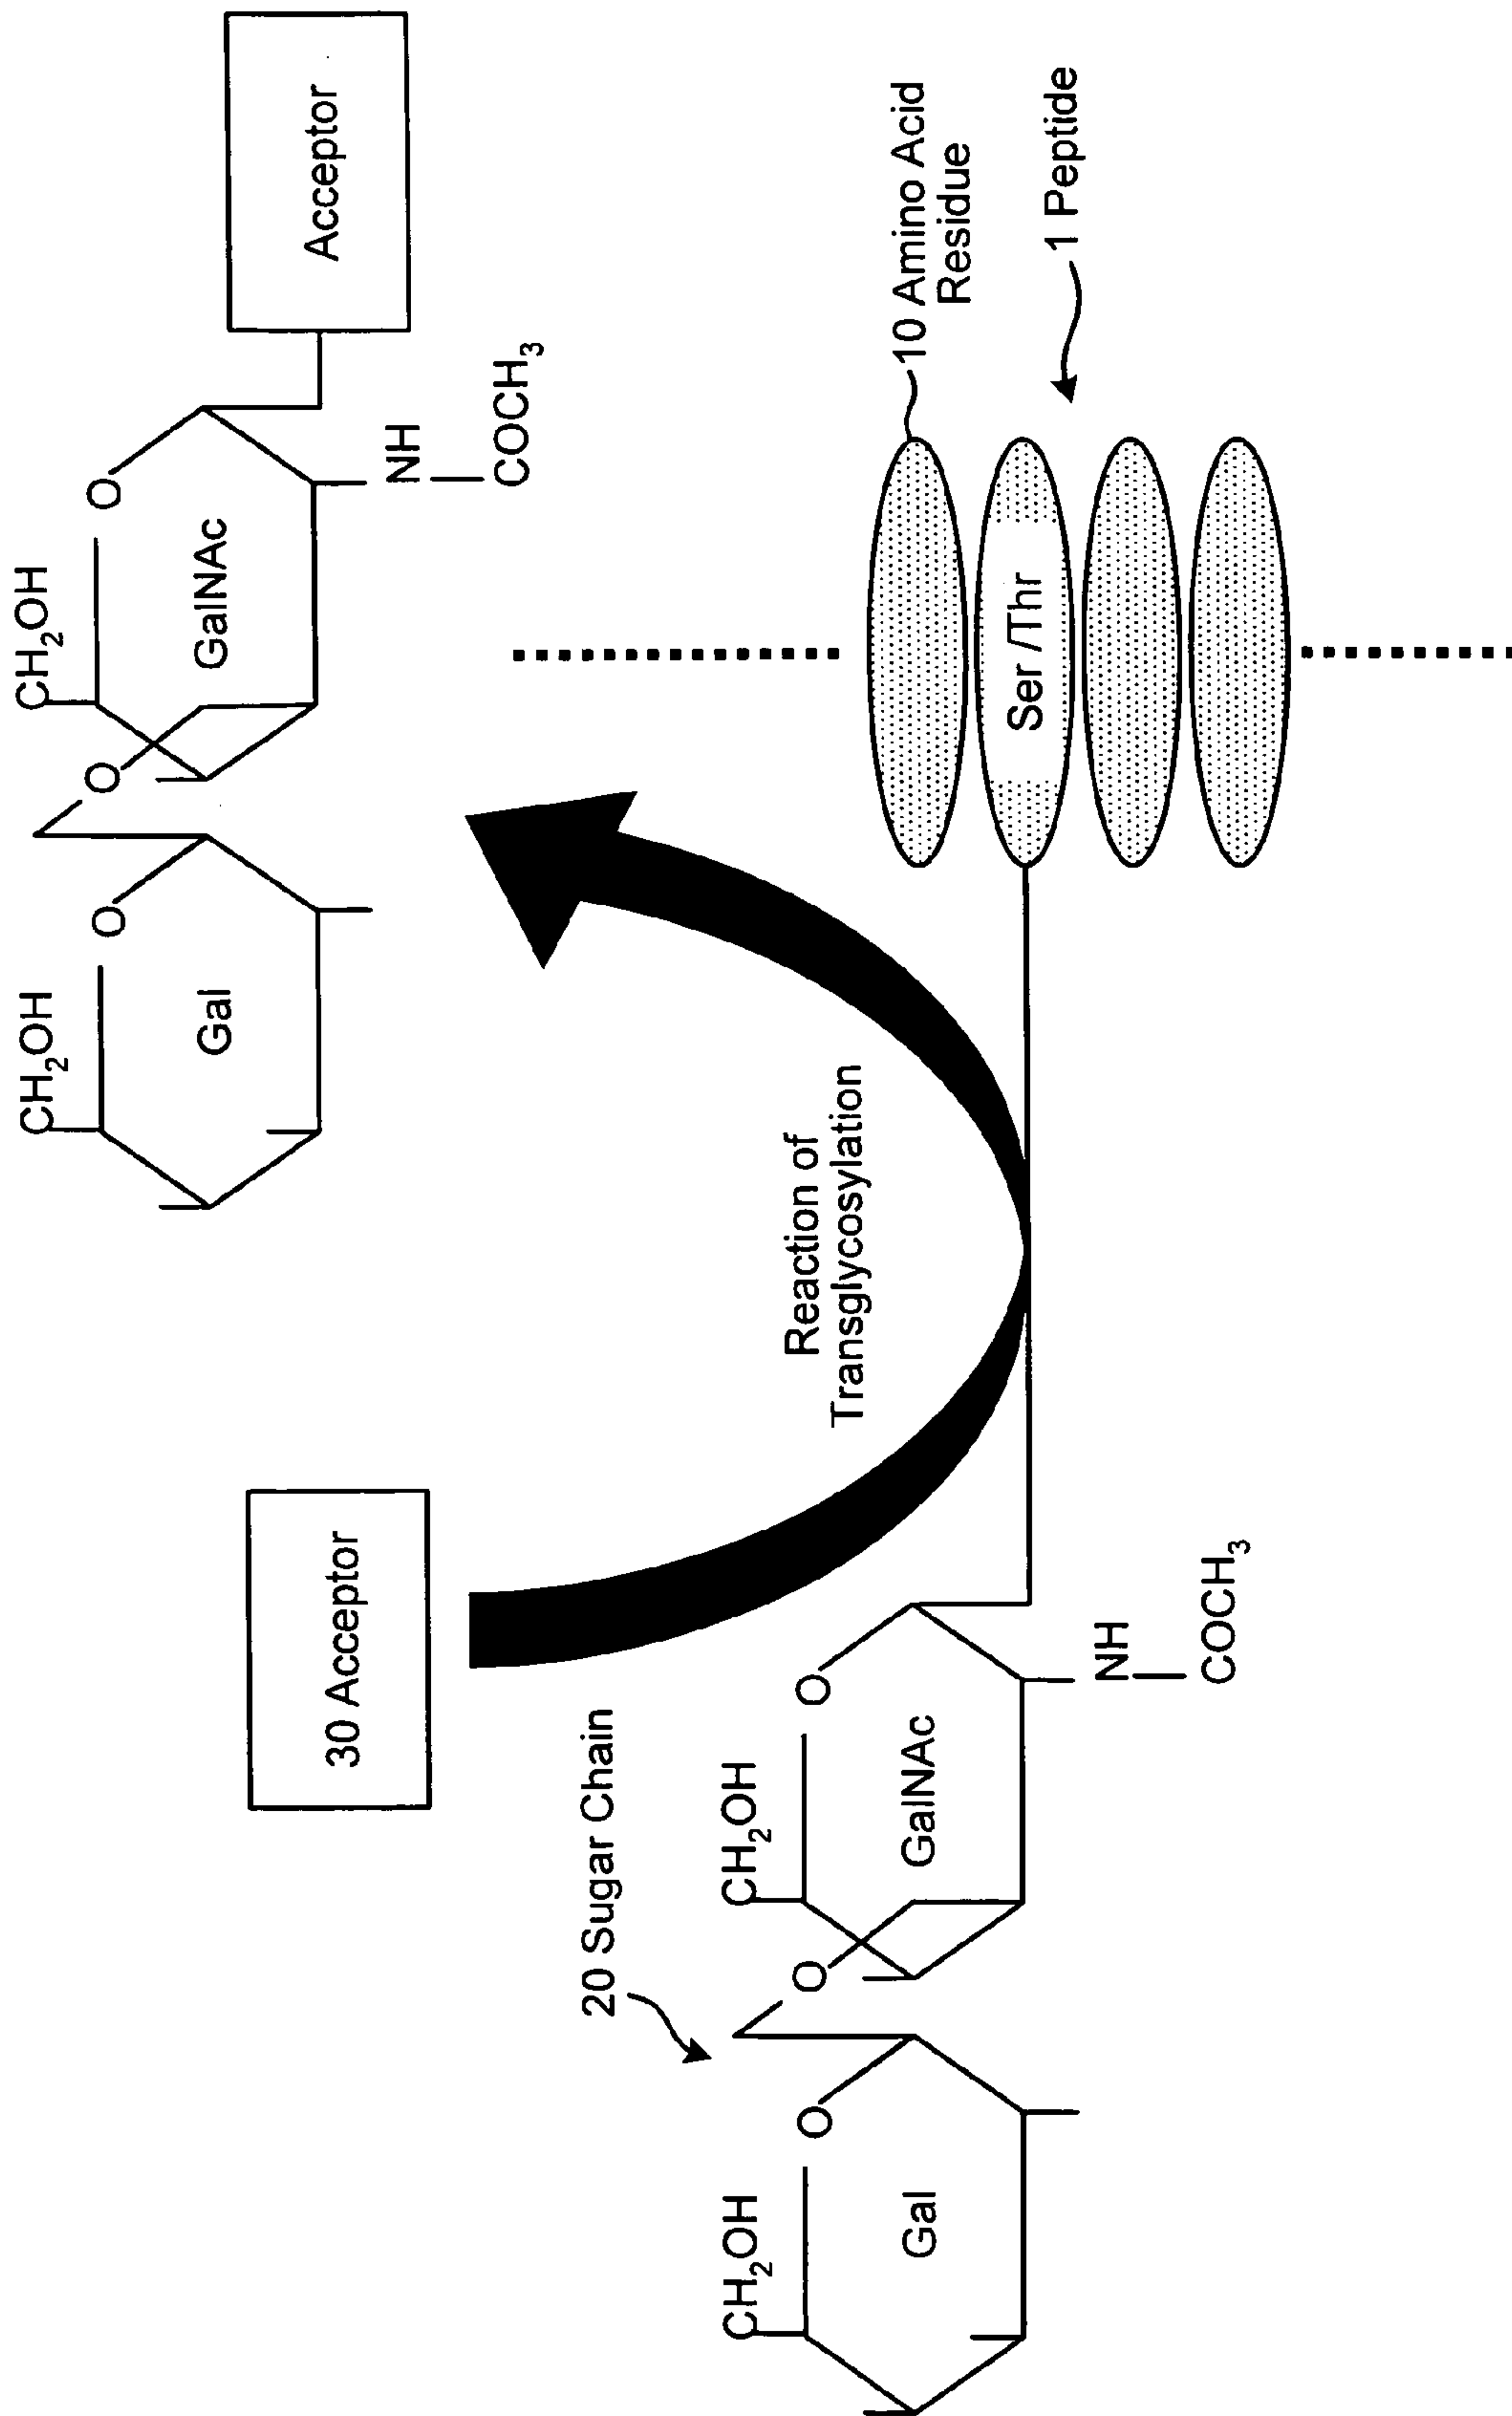 CH₂OH
CH₂OH
O
O
O
Gal
GalNAc
Acceptor
NH
COCH₃
30 Acceptor
20 Sugar Chain
Reaction of
Transglycosylation
CH₂OH
CH₂OH
O
O
O
Gal
GalNAc
NH
COCH₃
10 Amino Acid
Residue
Ser /Thr
1 Peptide